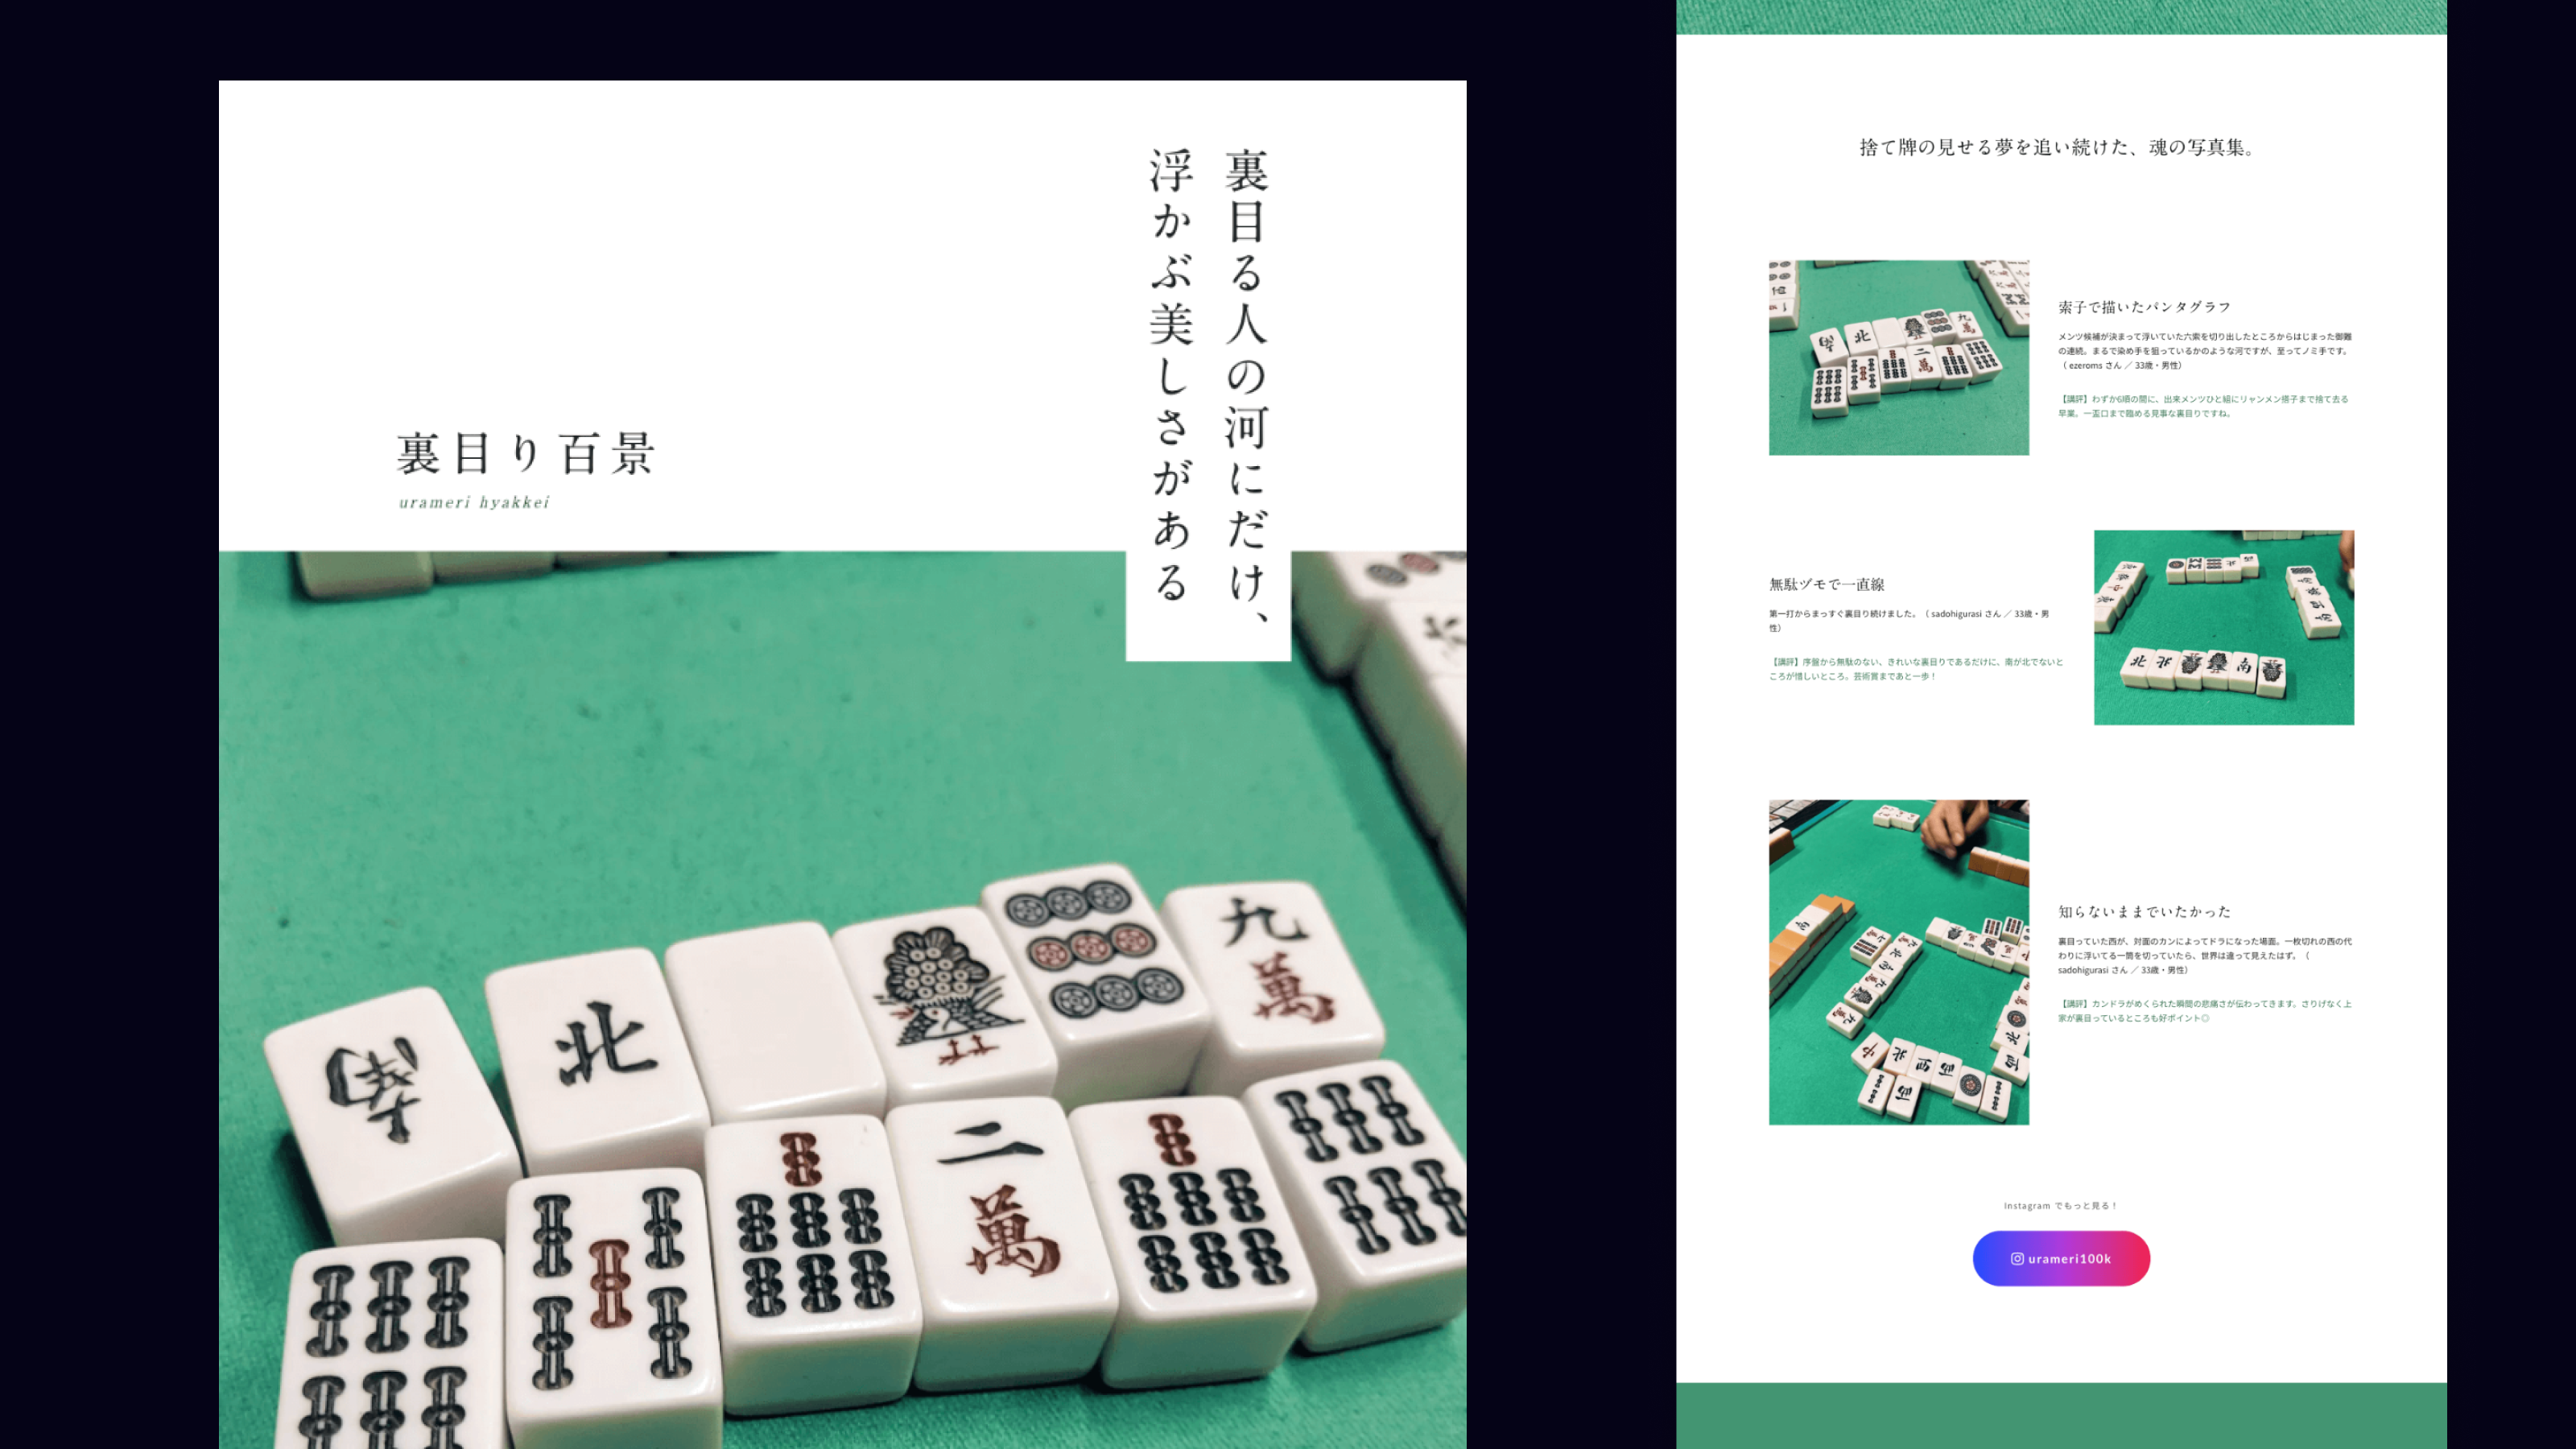 裏目る人の河にだけ、
浮かぶ美しさがある
裏目り百景
urameri hyakkei
東
北
九
萬
二
萬
捨て牌の見せる夢を追い続けた、魂の写真集。
索子で描いたパンタグラフ
メンツ候補が決まって浮いていた六索を切り出したところからはじまった御難
の連続。まるで染め手を狙っているかのような河ですが、至ってノミ手です。
（ ezeroms さん ／ 33歳・男性）
【講評】わずか6順の間に、出来メンツひと組にリャンメン搭子まで捨て去る
早業。一盃口まで臨める見事な裏目りですね。
無駄ヅモで一直線
第一打からまっすぐ裏目り続けました。（ sadohigurasi さん ／ 33歳・男
性）
【講評】序盤から無駄のない、きれいな裏目りであるだけに、南が北でないと
ころが惜しいところ。芸術賞まであと一歩！
知らないままでいたかった
裏目っていた西が、対面のカンによってドラになった場面。一枚切れの西の代
わりに浮いてる一筒を切っていたら、世界は違って見えたはず。（
sadohigurasi さん ／ 33歳・男性）
【講評】カンドラがめくられた瞬間の悲痛さが伝わってきます。さりげなく上
家が裏目っているところも好ポイント◎
Instagram でもっと見る！
urameri100k